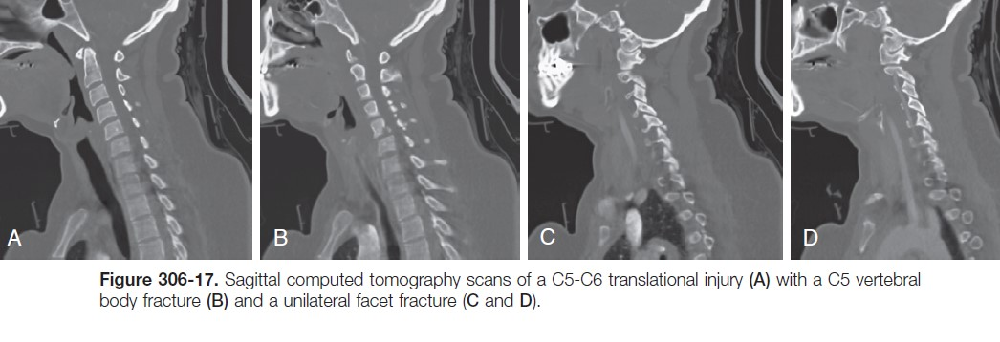 A
B
C
D
Figure 306-17. Sagittal computed tomography scans of a C5-C6 translational injury (A) with a C5 vertebral
body fracture (B) and a unilateral facet fracture (C and D).